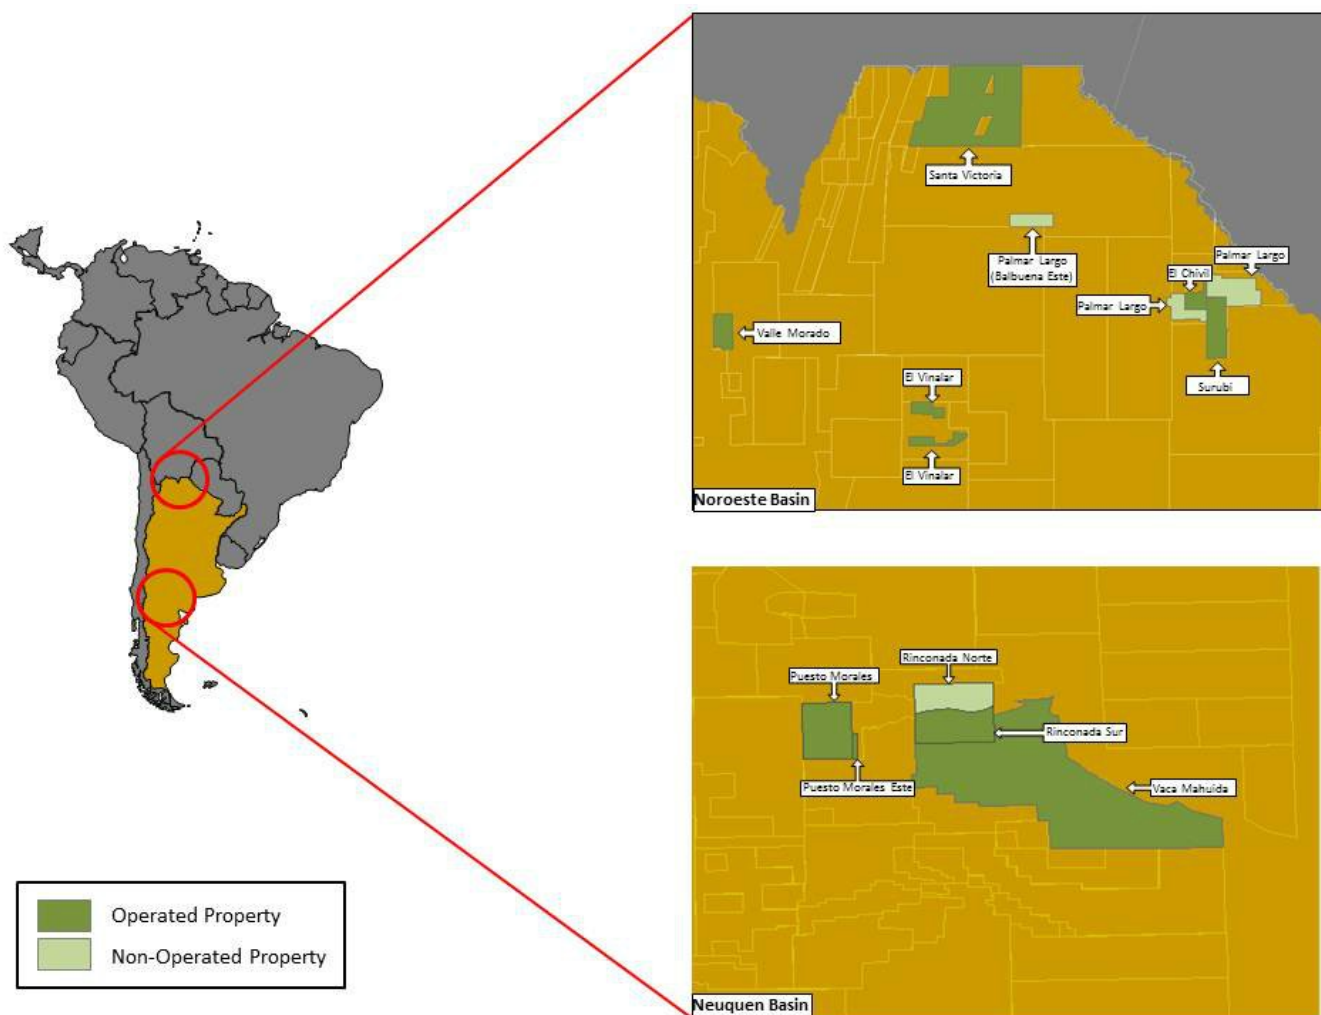 Santa Victoria
Palmar Largo
(Balbuena Este)
Palmar Largo
El Chivil
Palmar Largo
Surubi
Valle Morado
El Vinalar
El Vinalar
Noroeste Basin
Rinconada Norte
Puesto Morales
Rinconada Sur
Puesto Morales Este
Vaca Mahuida
Neuquen Basin
Operated Property
Non-Operated Property